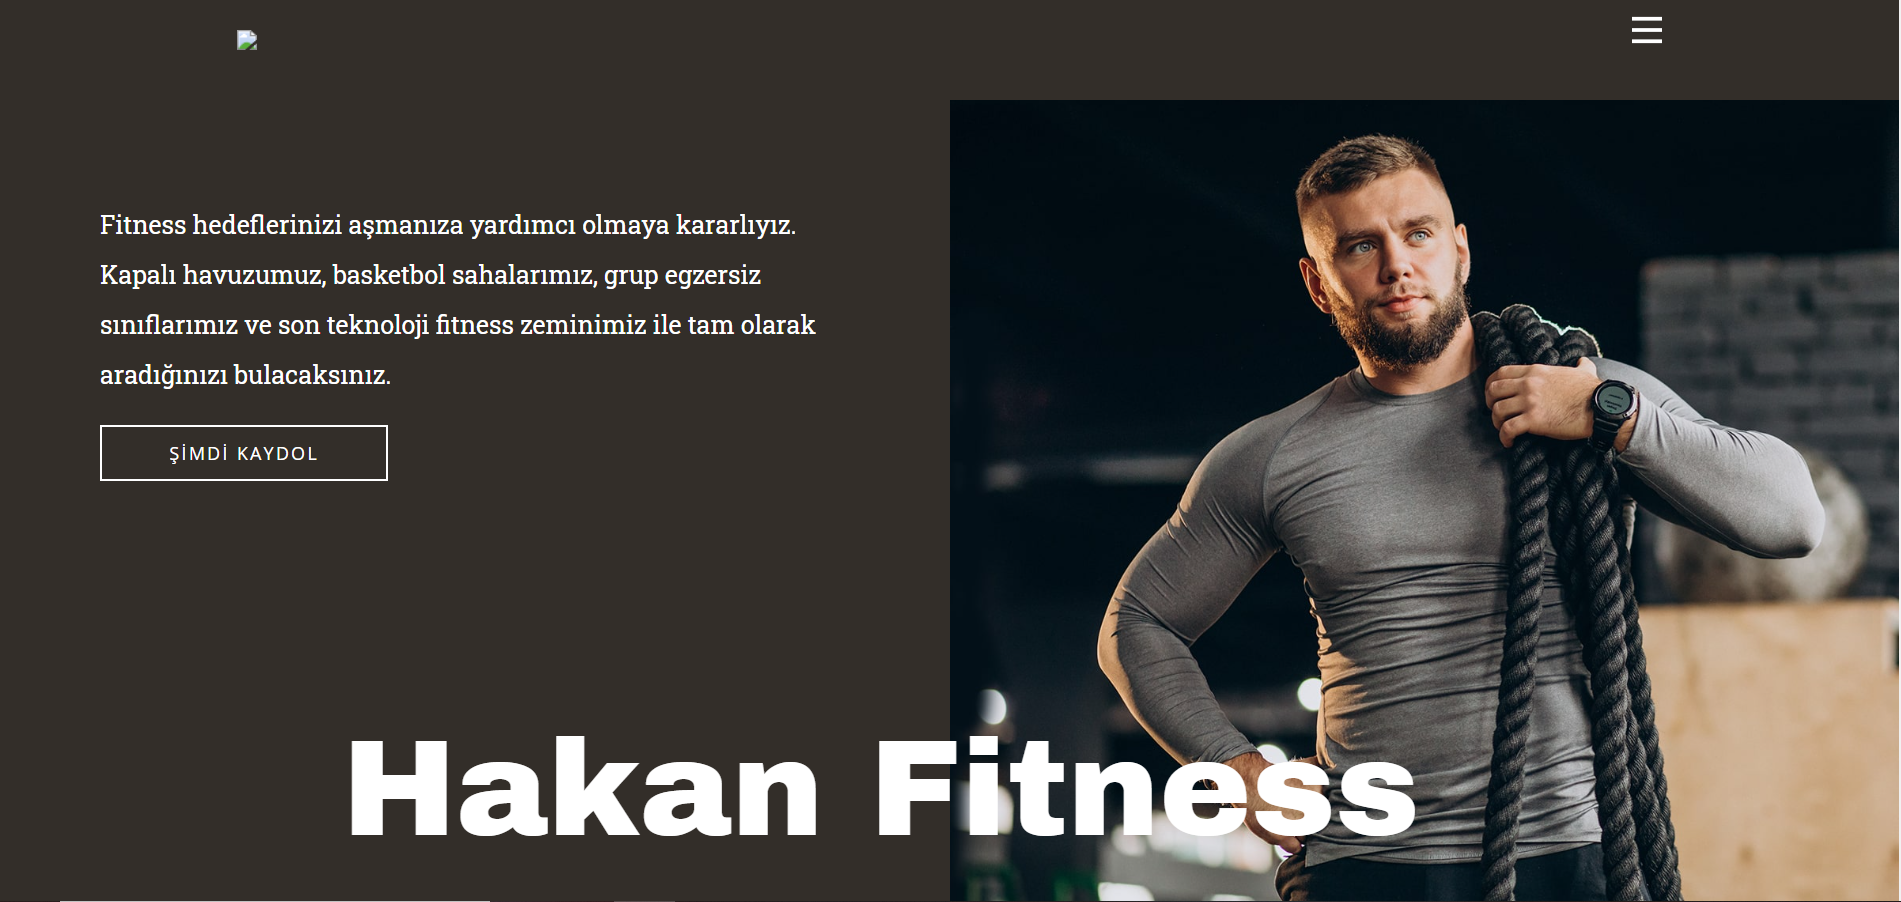 Fitness hedeflerinizi aşmanıza yardımcı olmaya kararlıyız.
Kapalı havuzumuz, basketbol sahalarımız, grup egzersiz
sınıflarımız ve son teknoloji fitness zeminimiz ile tam olarak
aradığınızı bulacaksınız.
ŞİMDİ KAYDOL
Hakan Fitness